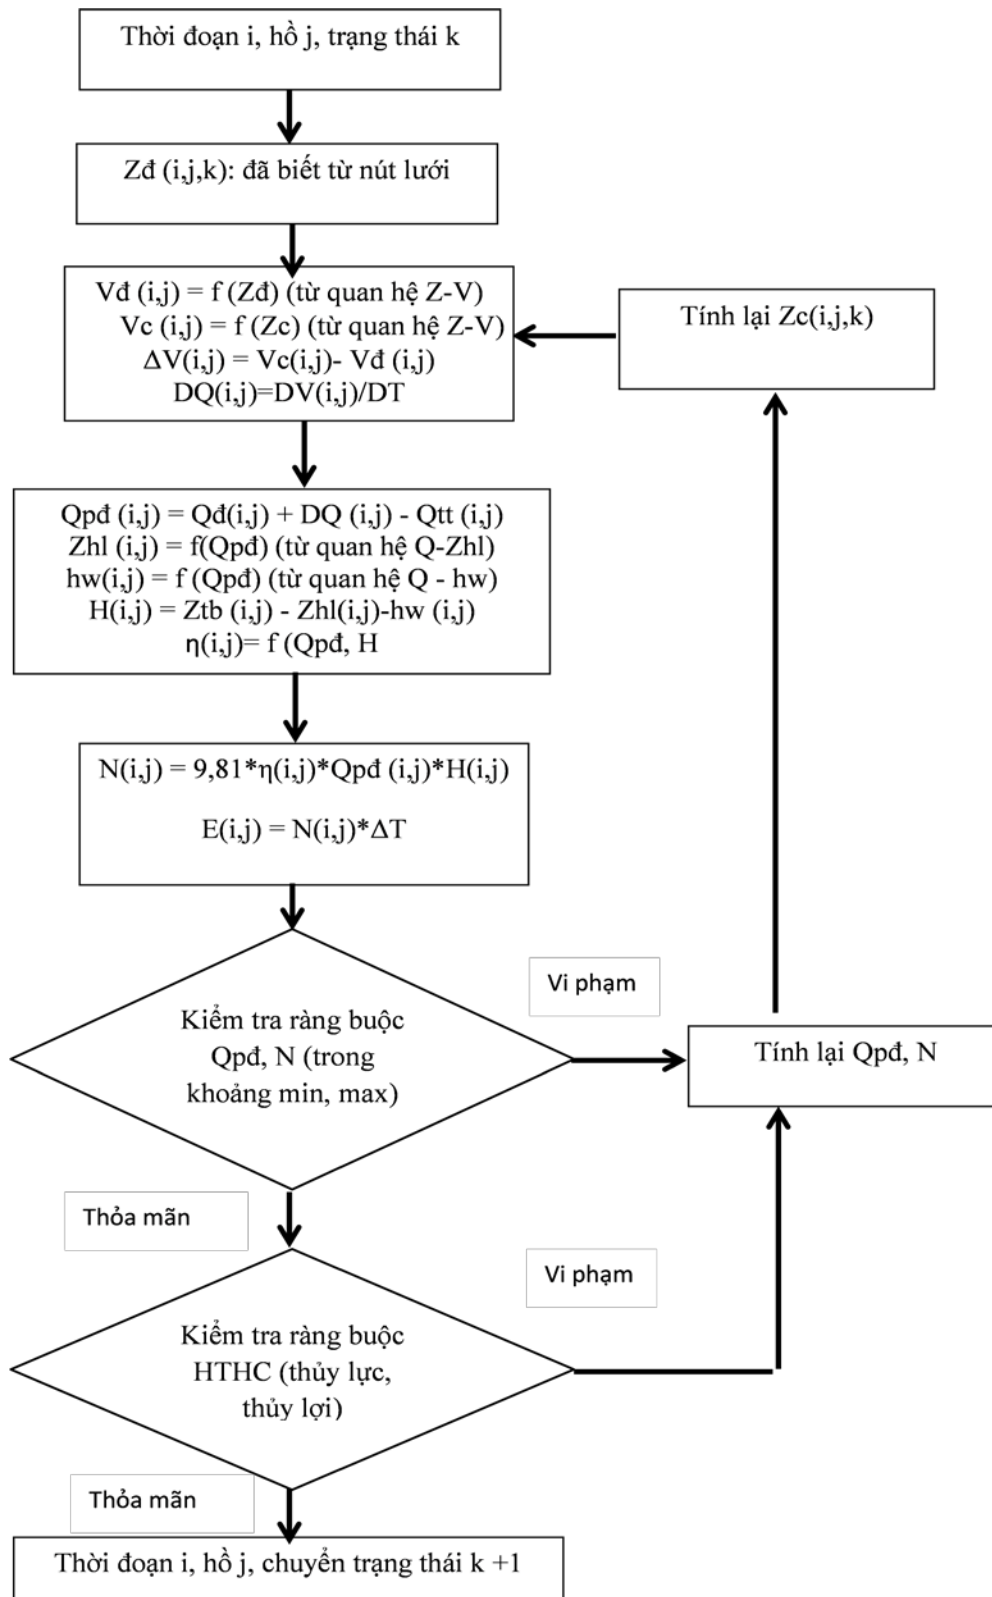 Thời đoạn i, hồ j, trạng thái k
Zđ (i,j,k): đã biết từ nút lưới
Vđ (i,j) = f (Zđ) (từ quan hệ Z-V)
Vc (i,j) = f (Zc) (từ quan hệ Z-V)
ΔV(i,j) = Vc(i,j)- Vđ (i,j)
DQ(i,j)=DV(i,j)/DT
Tính lại Zc(i,j,k)
Qpđ (i,j) = Qđ(i,j) + DQ (i,j) - Qtt (i,j)
Zhl (i,j) = f(Qpđ) (từ quan hệ Q-Zhl)
hw(i,j) = f (Qpđ) (từ quan hệ Q - hw)
H(i,j) = Ztb (i,j) - Zhl(i,j)-hw (i,j)
η(i,j)= f (Qpđ, H
N(i,j) = 9,81*η(i,j)*Qpđ (i,j)*H(i,j)
E(i,j) = N(i,j)*ΔT
Kiểm tra ràng buộc
Qpđ, N (trong
khoảng min, max)
Vi phạm
Tính lại Qpđ, N
Thỏa mãn
Kiểm tra ràng buộc
HTHC (thủy lực,
thủy lợi)
Vi phạm
Thỏa mãn
Thời đoạn i, hồ j, chuyển trạng thái k +1